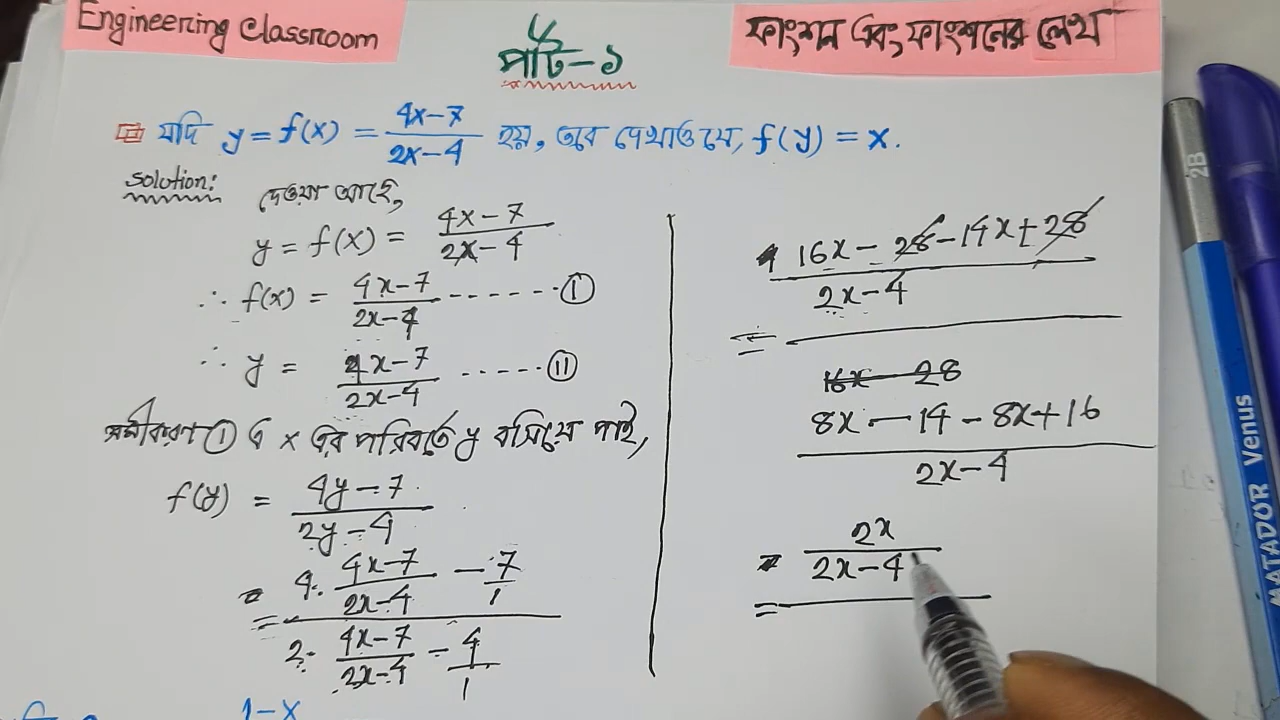 Engineering Classroom
পার্ট-১
ফাংশন এবং ফাংশনের লেখ
যদি y = f(x) = (4x-7)/(2x-4) হয়, তবে দেখাও যে, f(y) = x.
Solution:
দেওয়া আছে,
y = f(x) = (4x-7)/(2x-4)
∴ f(x) = (4x-7)/(2x-4) ------- (I)
∴ y = (4x-7)/(2x-4) ----- (II)
সমীকরণ (I) এ x এর পরিবর্তে y বসিয়ে পাই,
f(y) = (4y-7)/(2y-4)
= (4·(4x-7)/(2x-4) - 7/1)/(2·(4x-7)/(2x-4) - 4/1)
= ((16x-28-14x+28)/(2x-4))/((8x-14-8x+16)/(2x-4))
= (2x/(2x-4))/
1-x
2B
MATADOR Venus